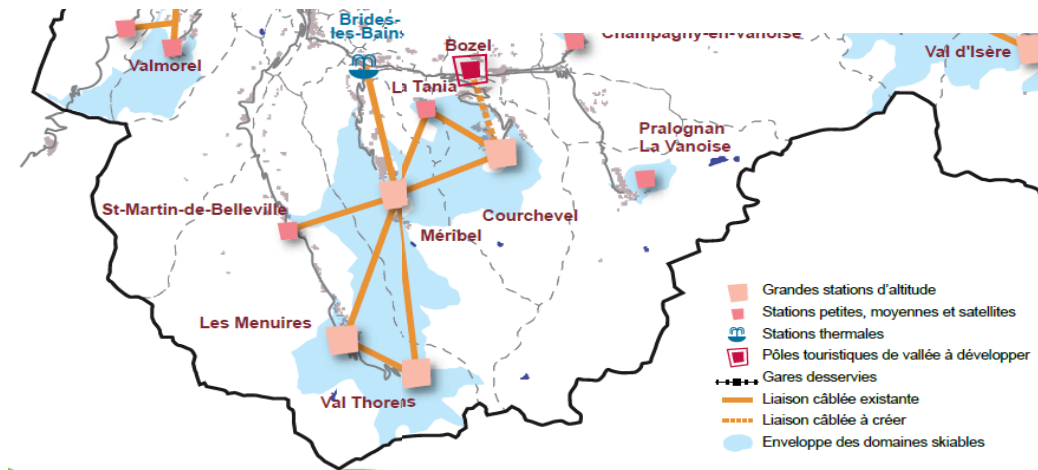 Brides-
les-Bains
Bozel
Champagny-en-Vanoise
Val d'Isère
Valmorel
La Tania
Pralognan
La Vanoise
St-Martin-de-Belleville
Courchevel
Méribel
Les Menuires
Val Thorens
Grandes stations d'altitude
Stations petites, moyennes et satellites
Stations thermales
Pôles touristiques de vallée à développer
Gares desservies
Liaison câblée existante
Liaison câblée à créer
Enveloppe des domaines skiables